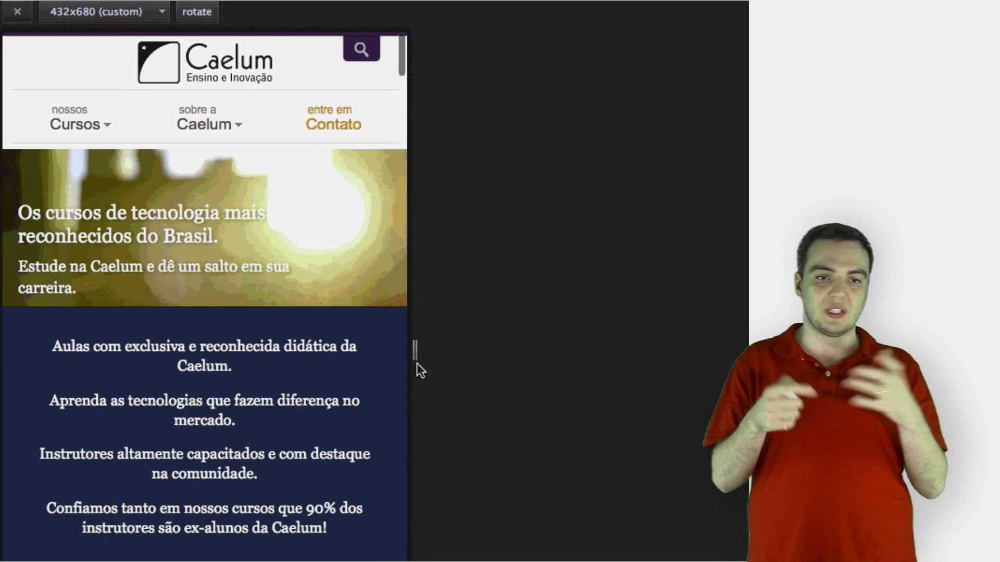 432x680 (custom)
rotate
Caelum
Ensino e Inovação
nossos
Cursos
sobre a
Caelum
entre em
Contato
Os cursos de tecnologia mais
reconhecidos do Brasil.
Estude na Caelum e dê um salto em sua
carreira.
Aulas com exclusiva e reconhecida didática da
Caelum.
Aprenda as tecnologias que fazem diferença no
mercado.
Instrutores altamente capacitados e com destaque
na comunidade.
Confiamos tanto em nossos cursos que 90% dos
instrutores são ex-alunos da Caelum!